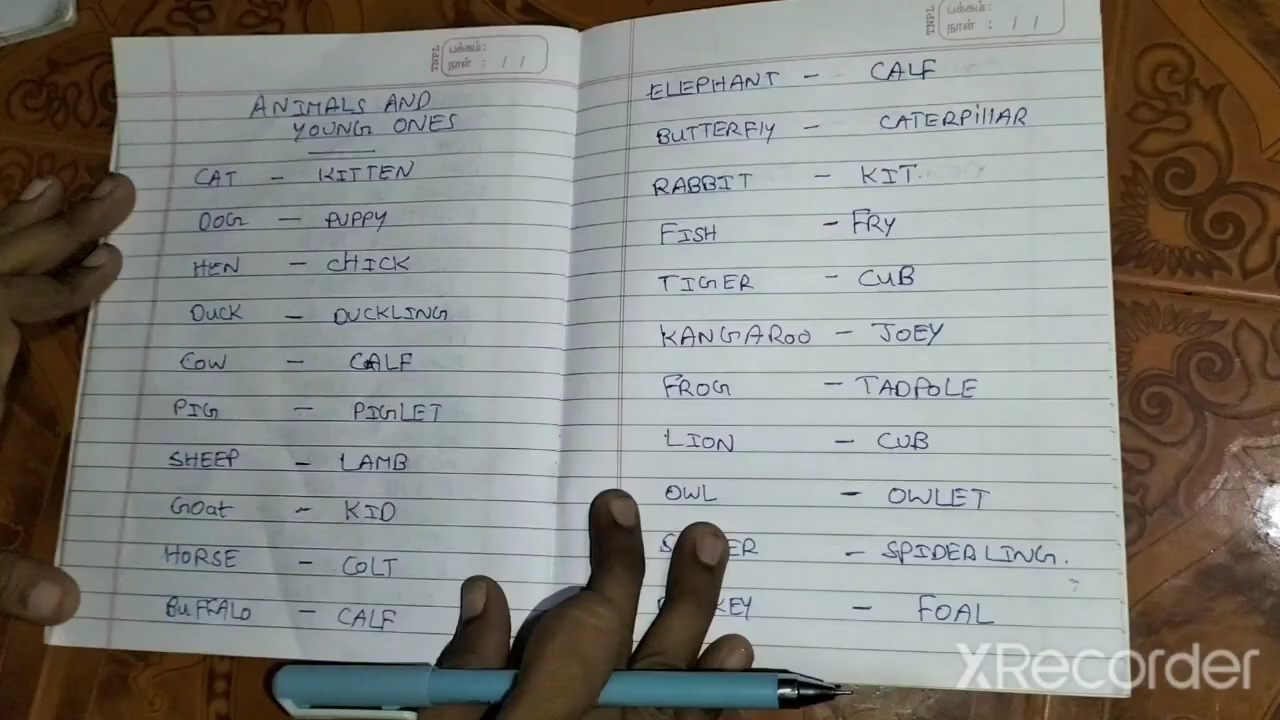 TNPL
பக்கம்:
நாள் : / /
ANIMALS AND
YOUNG ONES
CAT - KITTEN
DOG - PUPPY
HEN - CHICK
DUCK - DUCKLING
COW - CALF
PIG - PIGLET
SHEEP - LAMB
GOat - KID
HORSE - COLT
BUFFALO - CALF
TNPL
பக்கம்:
நாள் : / /
ELEPHANT - CALF
BUTTERFly - CATERPillAR
RABBIT - KIT.
FISH - FRY
TIGER - CUB
KANGAROO - JOEY
FROG - TADPOLE
LION - CUB
OWL - OWLET
- SPIDERLING.
- FOAL
XRecorder